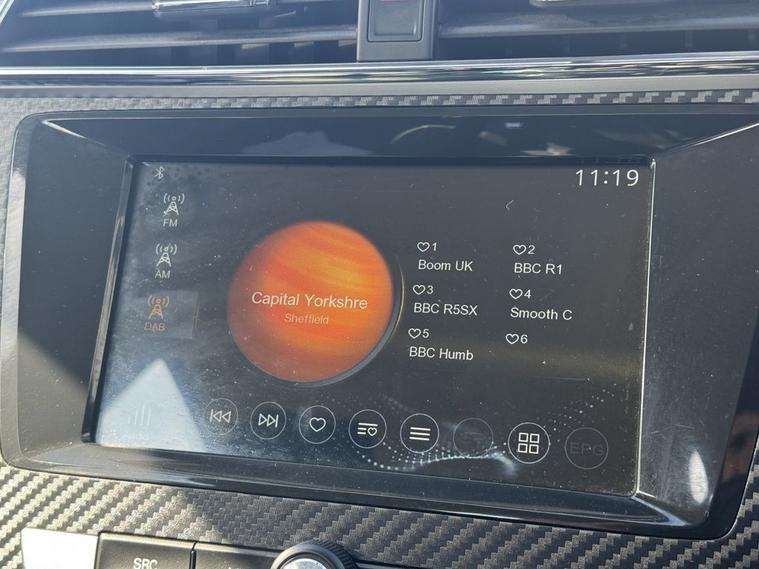 11:19
FM
AM
DAB
Capital Yorkshre
Sheffield
1
Boom UK
2
BBC R1
3
BBC R5SX
4
Smooth C
5
BBC Humb
6
EPG
SRC